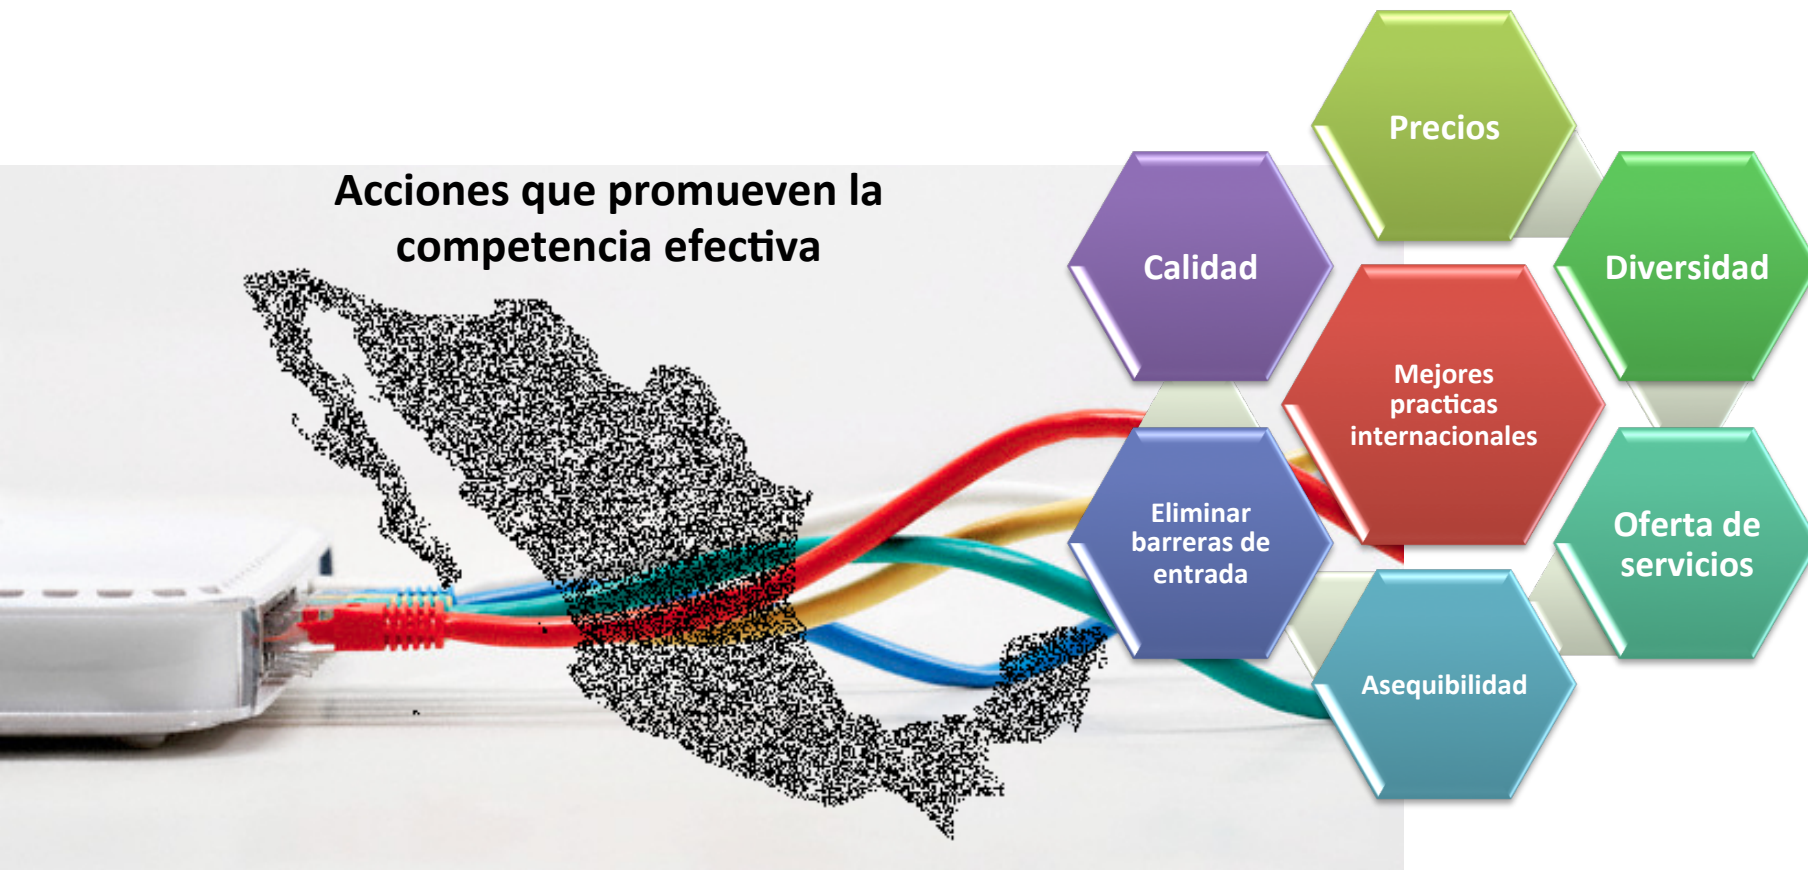 Acciones que promueven la
competencia efectiva
Precios
Calidad
Diversidad
Mejores
practicas
internacionales
Eliminar
barreras de
entrada
Oferta de
servicios
Asequibilidad